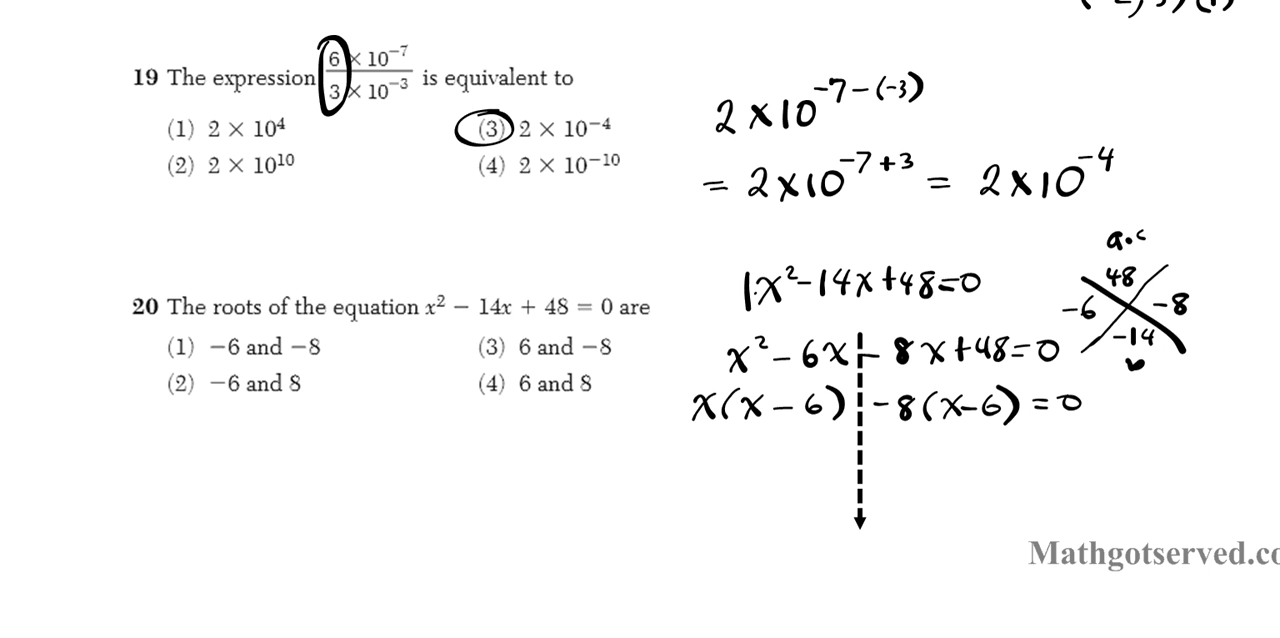 19 The expression 6 × 10⁻⁷ / 3 × 10⁻³ is equivalent to
(1) 2 × 10⁴
(3) 2 × 10⁻⁴
(2) 2 × 10¹⁰
(4) 2 × 10⁻¹⁰
2 × 10^-7-(-3)
= 2×10^-7+3 = 2×10^-4
20 The roots of the equation x² − 14x + 48 = 0 are
(1) −6 and −8
(3) 6 and −8
(2) −6 and 8
(4) 6 and 8
1x²-14x+48=0
x²-6x-8x+48=0
x(x-6)-8(x-6)=0
a.c
48
-6 -8
-14
b
Mathgotserved.co